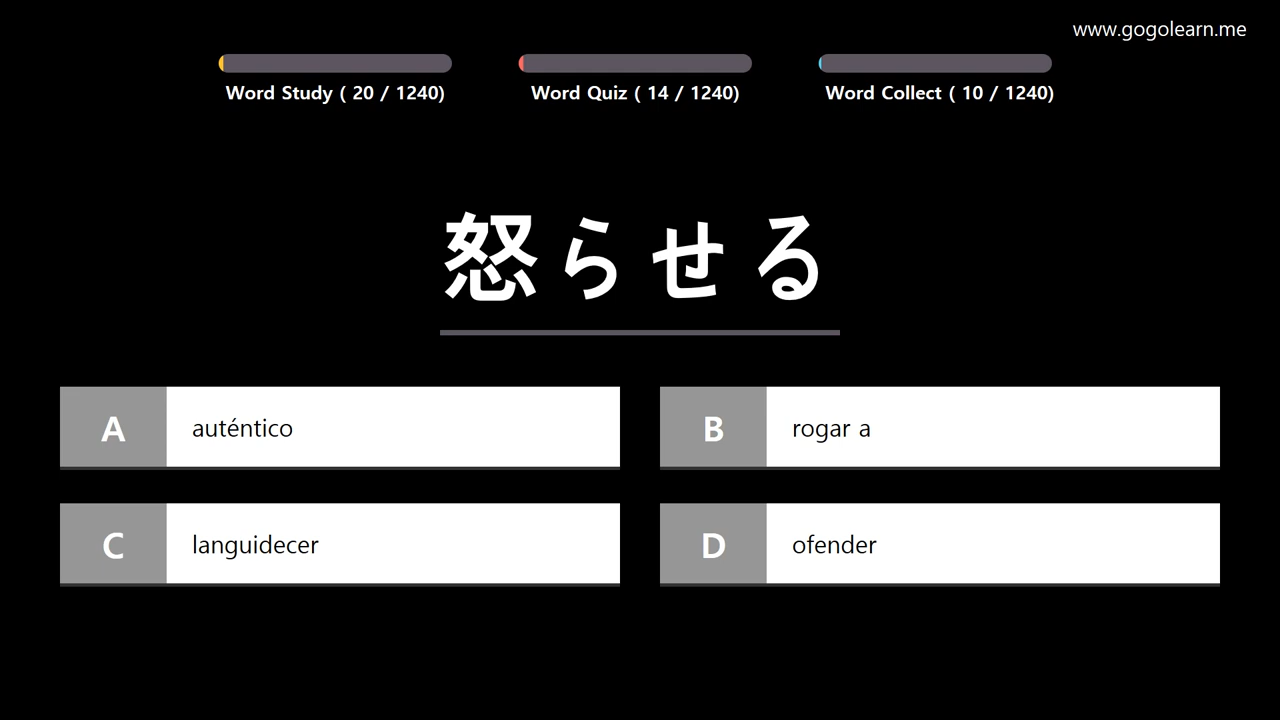 www.gogolearn.me
Word Study ( 20 / 1240)
Word Quiz ( 14 / 1240)
Word Collect ( 10 / 1240)
怒らせる
A auténtico
B rogar a
C languidecer
D ofender